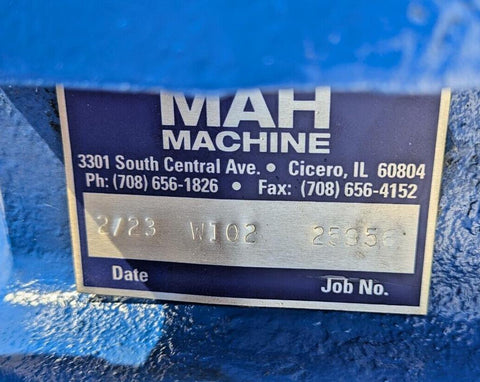 MAH
MACHINE
3301 South Central Ave. • Cicero, IL 60804
Ph: (708) 656-1826 • Fax: (708) 656-4152
2/23 W102
Date Job No.